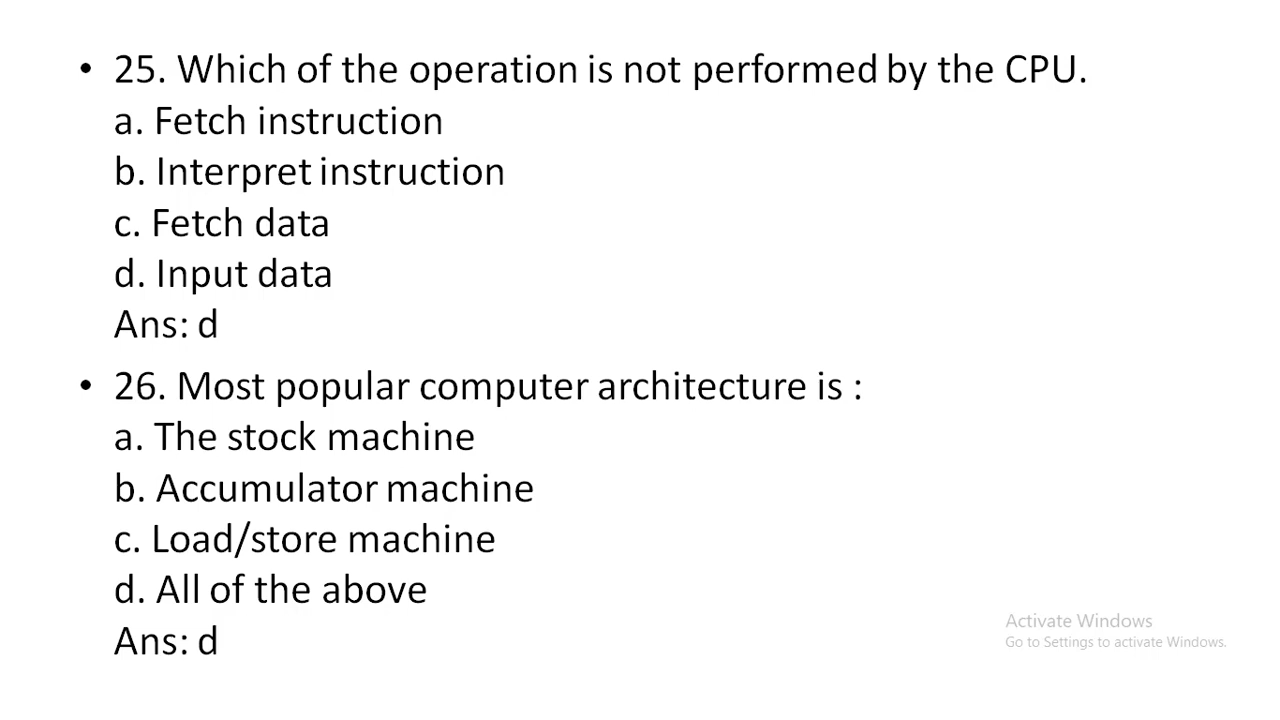 • 25. Which of the operation is not performed by the CPU.
a. Fetch instruction
b. Interpret instruction
c. Fetch data
d. Input data
Ans: d
• 26. Most popular computer architecture is :
a. The stock machine
b. Accumulator machine
c. Load/store machine
d. All of the above
Ans: d
Activate Windows
Go to Settings to activate Windows.